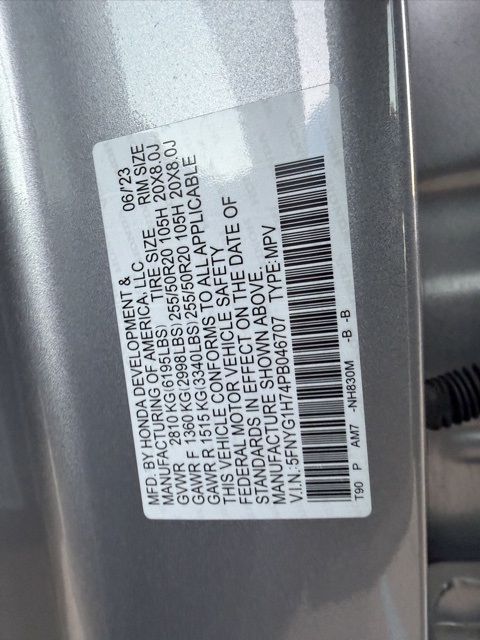 MFD. BY HONDA DEVELOPMENT & 06/'23
MANUFACTURING OF AMERICA, LLC. TIRE SIZE RIM SIZE
GVWR 2810 KG(6195LBS)
GAWR F 1360 KG(2998LBS) 255/50R20 105H 20X8.0J
GAWR R 1515 KG(3340LBS) 255/50R20 105H 20X8.0J
THIS VEHICLE CONFORMS TO ALL APPLICABLE
FEDERAL MOTOR VEHICLE SAFETY
STANDARDS IN EFFECT ON THE DATE OF
MANUFACTURE SHOWN ABOVE.
V.I.N.: 5FNYG1H74PB046707 TYPE:MPV
T90 P AM7 -NH830M -B -B